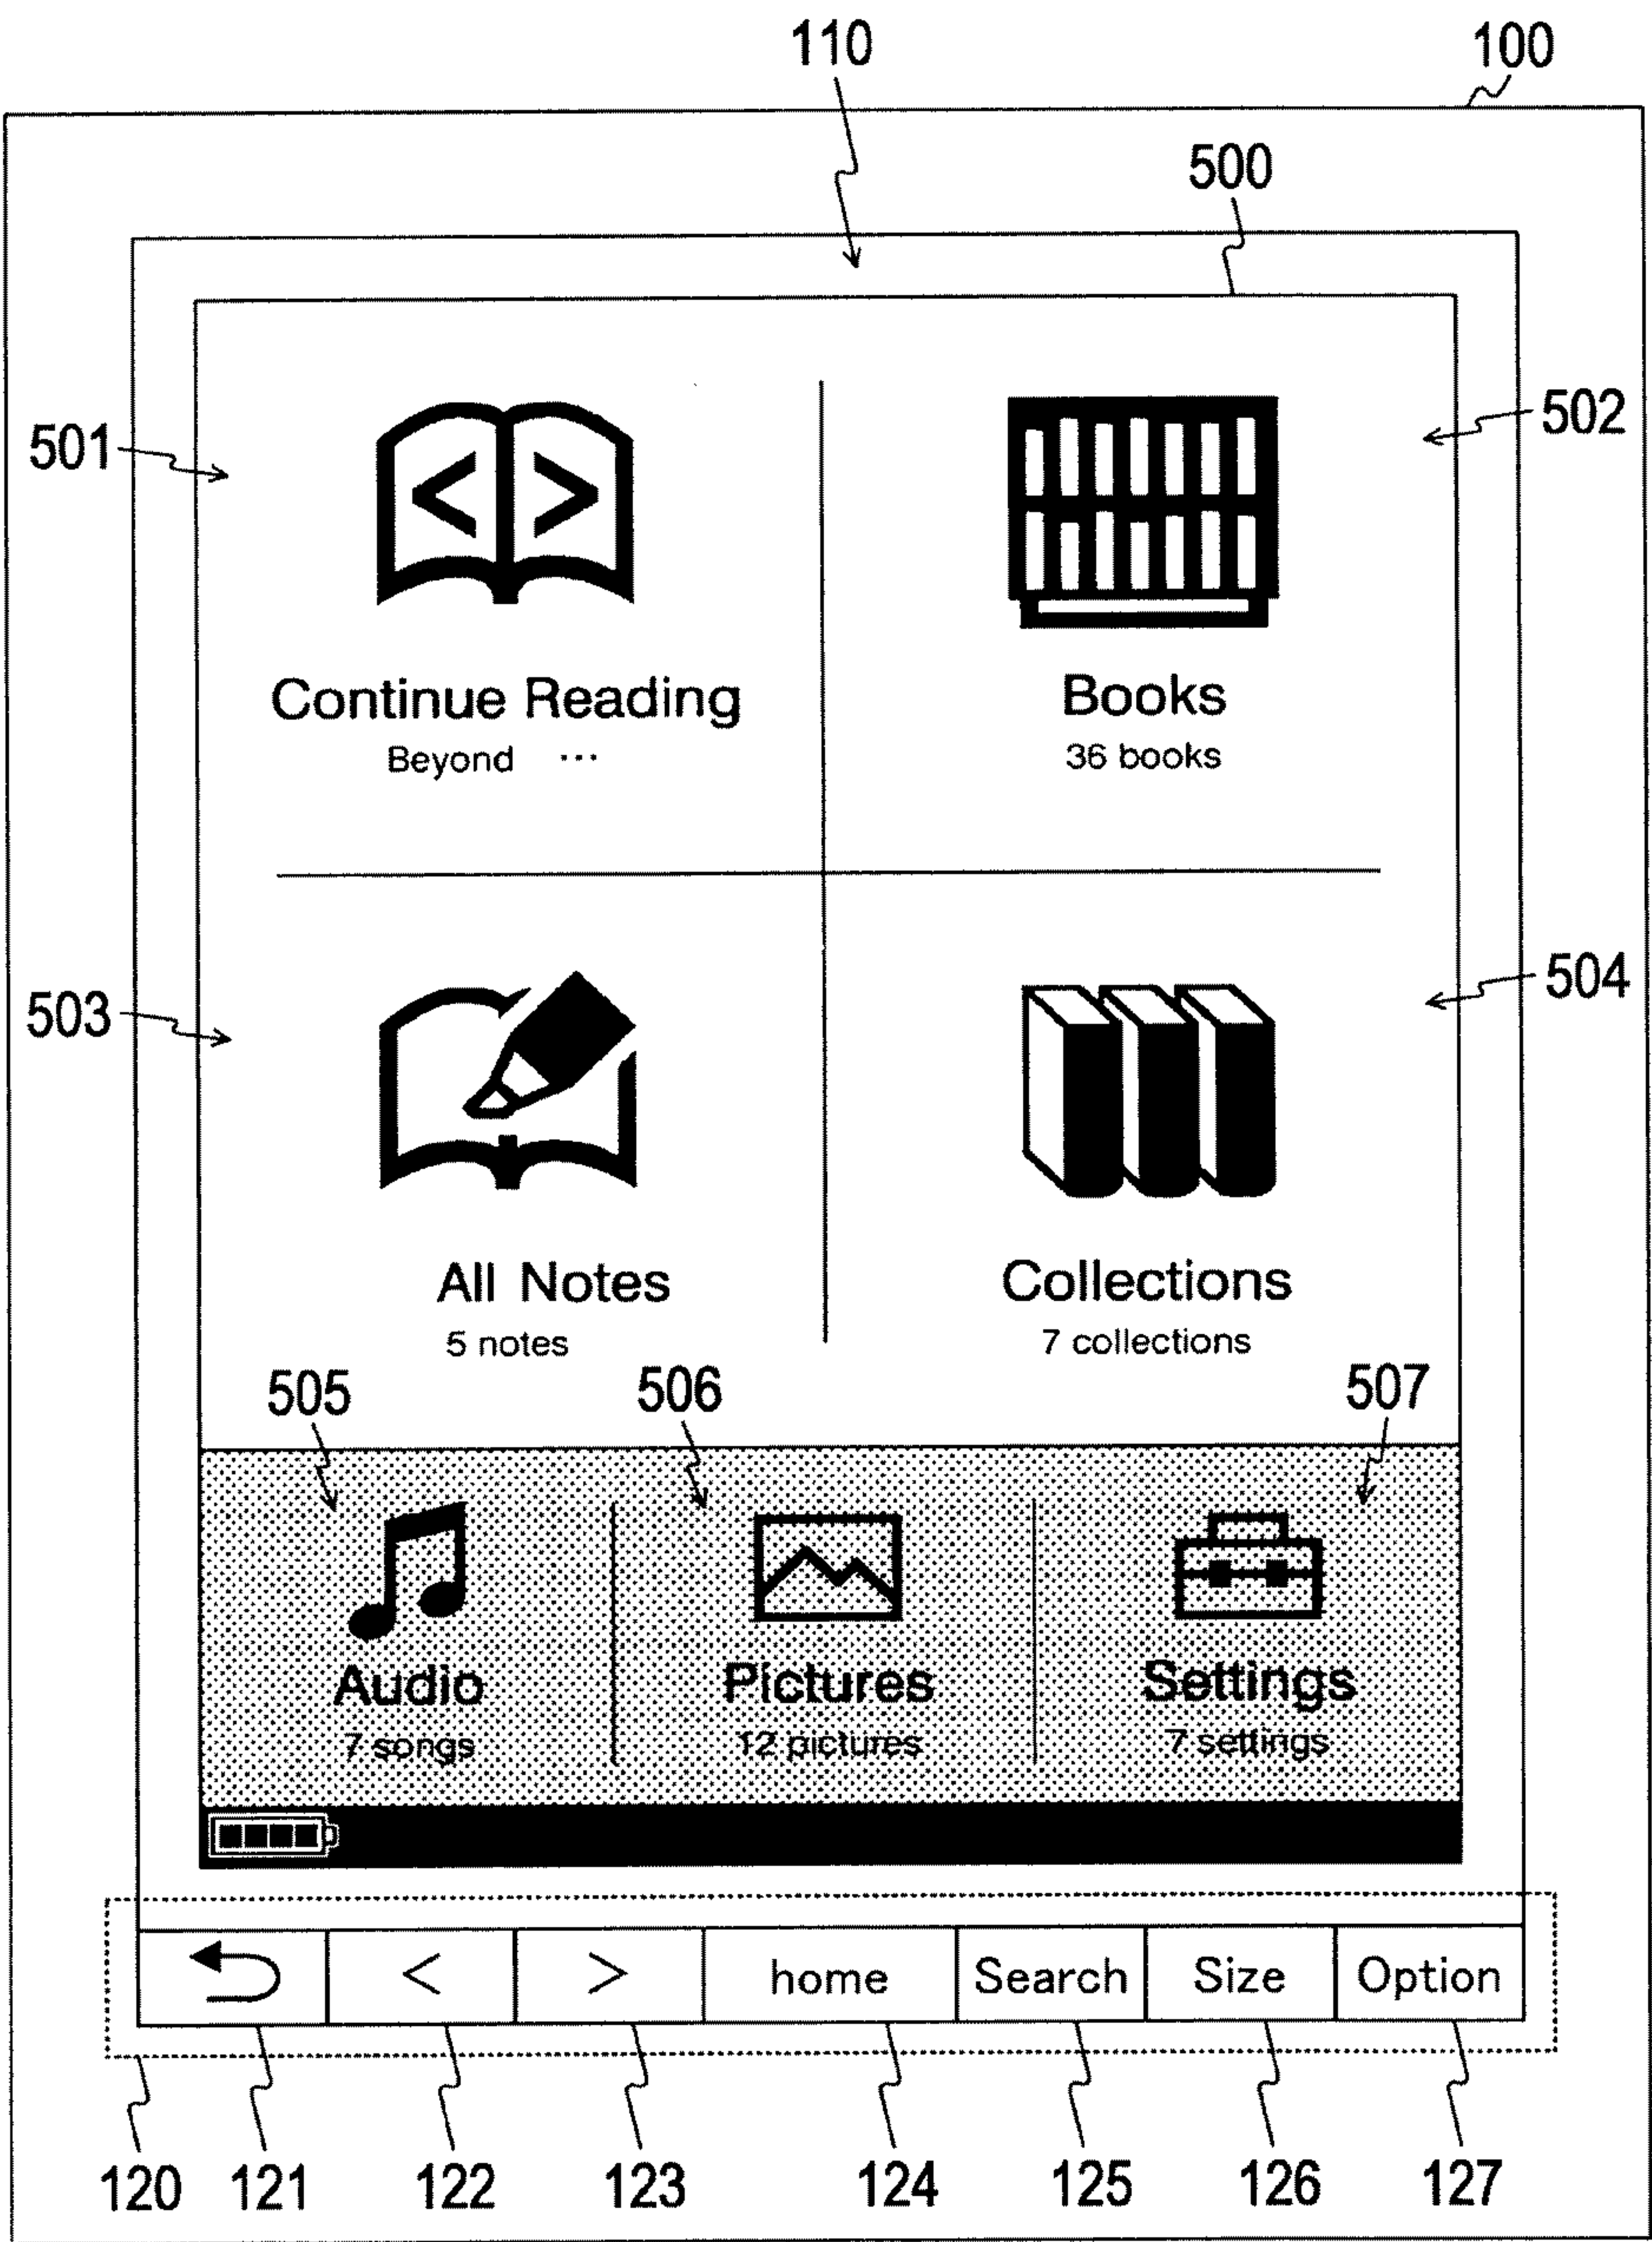 110
100
500
501
502
< >
Continue Reading
Beyond ...
Books
36 books
503
504
All Notes
5 notes
Collections
7 collections
505
506
507
Audio
7 songs
Pictures
12 pictures
Settings
7 settings
< > home Search Size Option
120 121 122 123 124 125 126 127